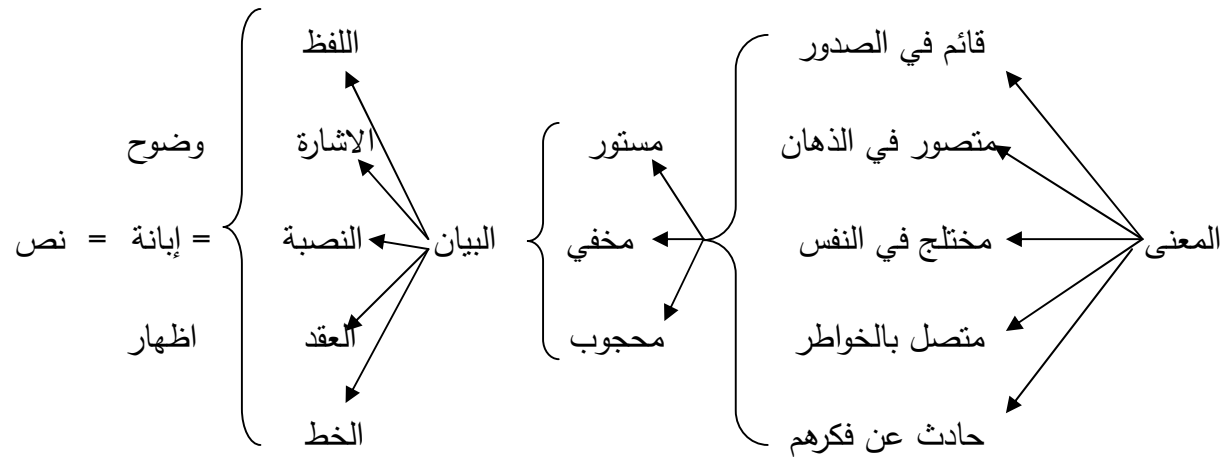 قائم في الصدور
اللفظ
متصور في الذهان
مستور
الاشارة
وضوح
المعنى
مختلج في النفس
مخفي
البيان
النصبة
= إبانة = نص
متصل بالخواطر
محجوب
العقد
اظهار
حادث عن فكرهم
الخط